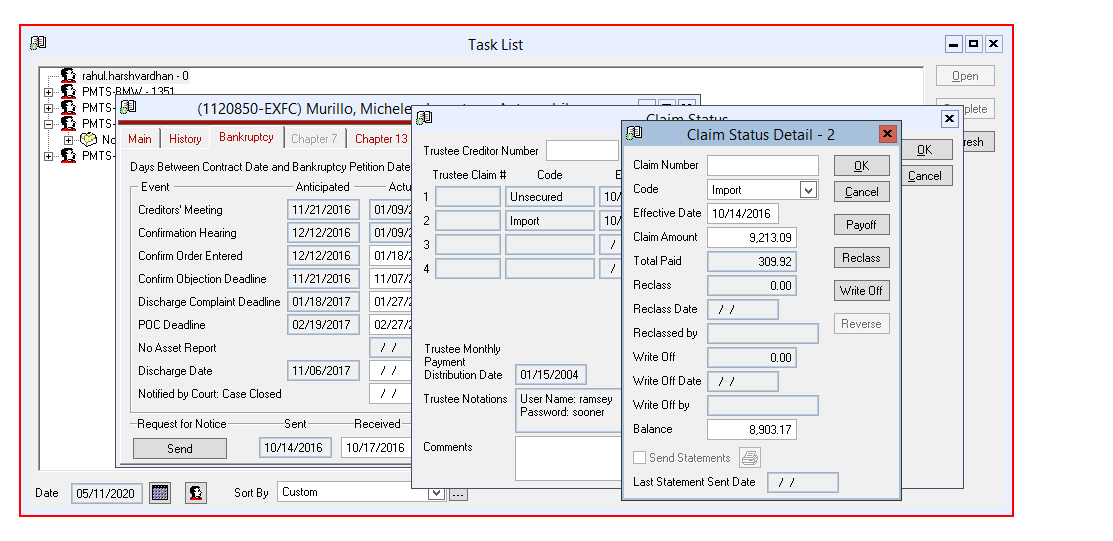 Task List
rahul.harshvardhan - 0
PMTS-BMW - 1351
PMTS-
PMTS-
No
PMTS-
Open
Complete
Refresh
(1120850-EXFC) Murillo, Michele
Main History Bankruptcy Chapter 7 Chapter 13
Days Between Contract Date and Bankruptcy Petition Date
Event Anticipated Actu
Creditors' Meeting 11/21/2016 01/09/2
Confirmation Hearing 12/12/2016 01/09/2
Confirm Order Entered 12/12/2016 01/18/2
Confirm Objection Deadline 11/21/2016 11/07/2
Discharge Complaint Deadline 01/18/2017 01/27/2
POC Deadline 02/19/2017 02/27/2
No Asset Report / /
Discharge Date 11/06/2017 / /
Notified by Court: Case Closed / /
Request for Notice Sent Received
Send 10/14/2016 10/17/2016
Date 05/11/2020 Sort By Custom ...
Claim Status
Trustee Creditor Number
Trustee Claim # Code E
1 Unsecured 10/
2 Import 10/
3 /
4 /
Trustee Monthly
Payment
Distribution Date 01/15/2004
Trustee Notations User Name: ramsey
Password: sooner
Comments
OK
Cancel
Claim Status Detail - 2
Claim Number OK
Code Import Cancel
Effective Date 10/14/2016
Payoff
Claim Amount 9,213.09
Total Paid 309.92 Reclass
Reclass 0.00 Write Off
Reclass Date / /
Reclassed by Reverse
Write Off 0.00
Write Off Date / /
Write Off by
Balance 8,903.17
Send Statements
Last Statement Sent Date / /